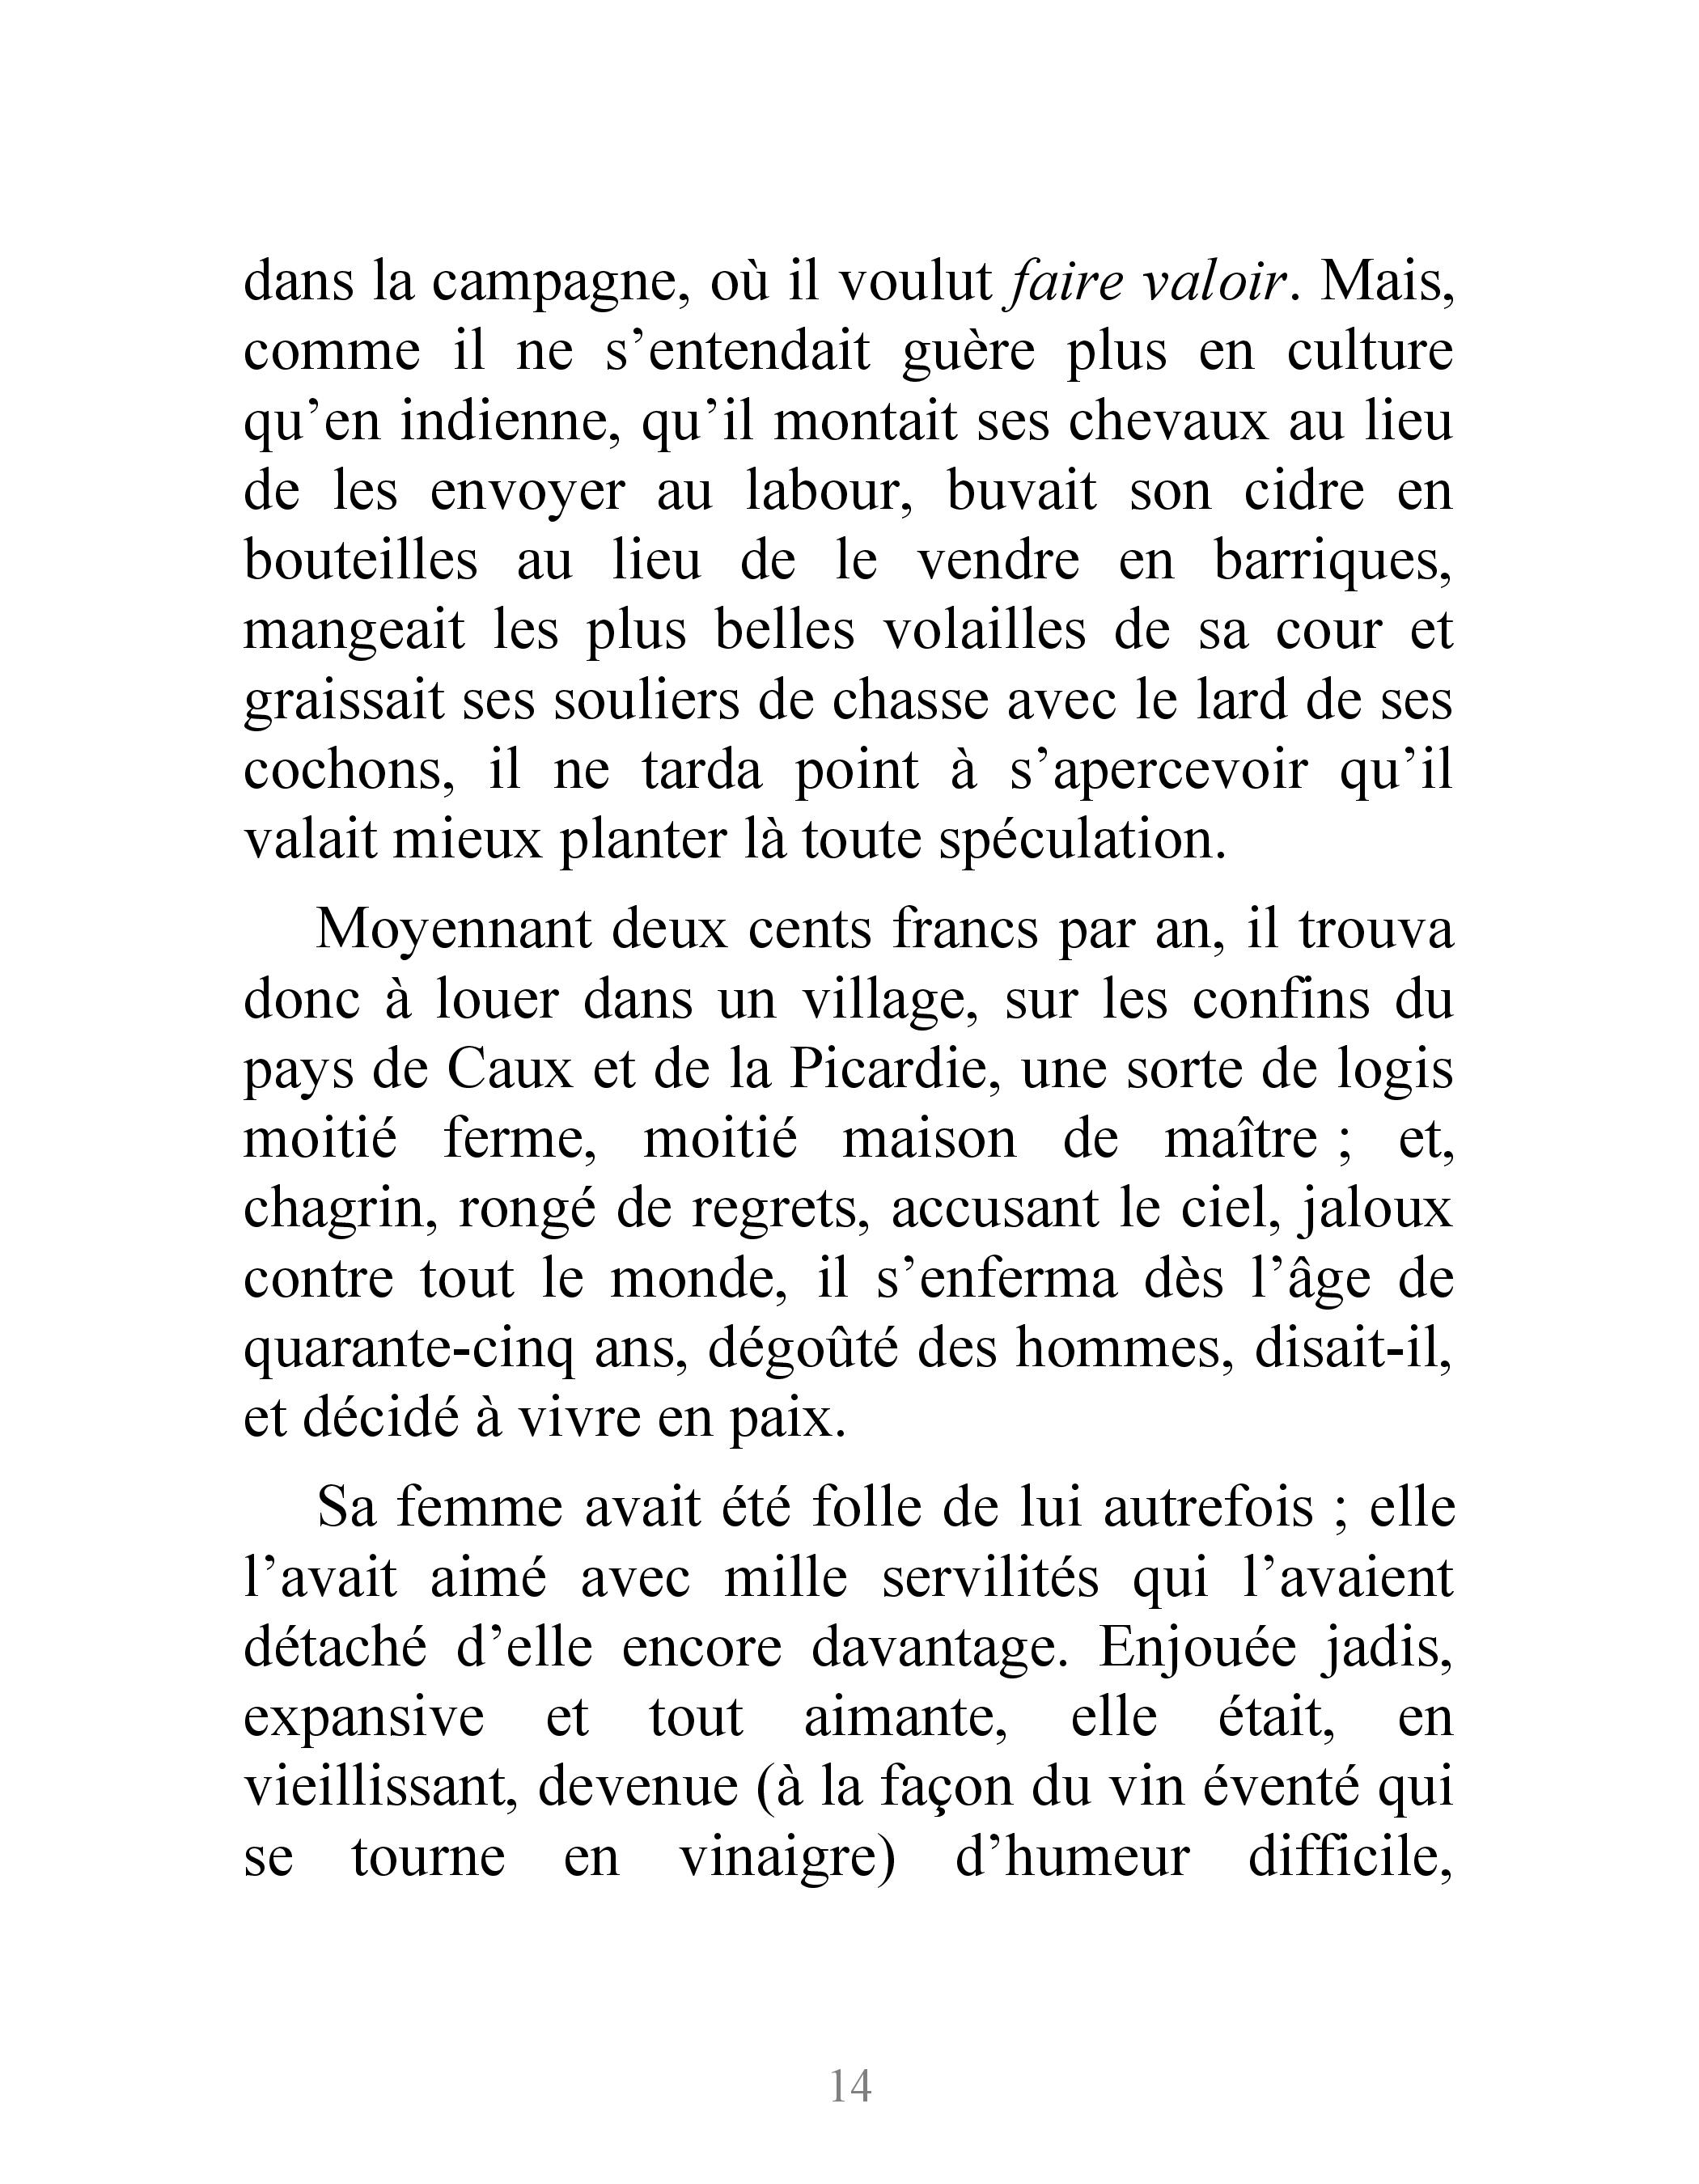 dans la campagne, où il voulut faire valoir. Mais,
comme il ne s’entendait guère plus en culture
qu’en indienne, qu’il montait ses chevaux au lieu
de les envoyer au labour, buvait son cidre en
bouteilles au lieu de le vendre en barriques,
mangeait les plus belles volailles de sa cour et
graissait ses souliers de chasse avec le lard de ses
cochons, il ne tarda point à s’apercevoir qu’il
valait mieux planter là toute spéculation.
Moyennant deux cents francs par an, il trouva
donc à louer dans un village, sur les confins du
pays de Caux et de la Picardie, une sorte de logis
moitié ferme, moitié maison de maître ; et,
chagrin, rongé de regrets, accusant le ciel, jaloux
contre tout le monde, il s’enferma dès l’âge de
quarante-cinq ans, dégoûté des hommes, disait-il,
et décidé à vivre en paix.
Sa femme avait été folle de lui autrefois ; elle
l’avait aimé avec mille servilités qui l’avaient
détaché d’elle encore davantage. Enjouée jadis,
expansive et tout aimante, elle était, en
vieillissant, devenue (à la façon du vin éventé qui
se tourne en vinaigre) d’humeur difficile,
14